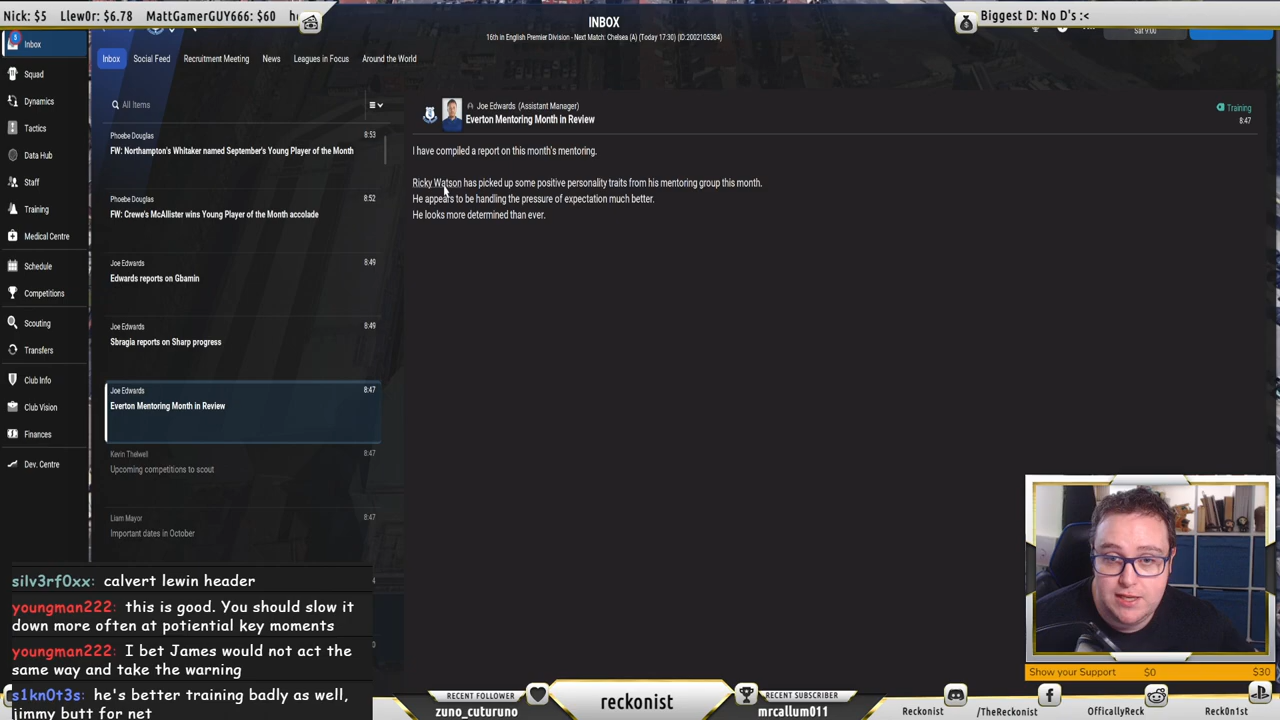 Nick: $5 Llew0r: $6.78 MattGamerGUY666: $60
INBOX
16th in English Premier Division - Next Match: Chelsea (A) (Today 17:30) (ID:2002105384)
Biggest D: No D's :<
Sat 9:00
5
Inbox
Squad
Dynamics
Tactics
Data Hub
Staff
Training
Medical Centre
Schedule
Competitions
Scouting
Transfers
Club Info
Club Vision
Finances
Dev. Centre
Inbox Social Feed Recruitment Meeting News Leagues in Focus Around the World
All Items
Phoebe Douglas 8:53
FW: Northampton's Whitaker named September's Young Player of the Month
Phoebe Douglas 8:52
FW: Crewe's McAllister wins Young Player of the Month accolade
Joe Edwards 8:49
Edwards reports on Gbamin
Joe Edwards 8:49
Sbragia reports on Sharp progress
Joe Edwards 8:47
Everton Mentoring Month in Review
Kevin Thelwell 8:47
Upcoming competitions to scout
Liam Mayor 8:47
Important dates in October
Joe Edwards (Assistant Manager)
Everton Mentoring Month in Review
Training
8:47
I have compiled a report on this month's mentoring.
Ricky Watson has picked up some positive personality traits from his mentoring group this month.
He appears to be handling the pressure of expectation much better.
He looks more determined than ever.
silv3rf0xx: calvert lewin header
youngman222: this is good. You should slow it
down more often at potiential key moments
youngman222: I bet James would not act the
same way and take the warning
s1kn0t3s: he's better training badly as well,
jimmy butt for net
Show your Support $0 $30
RECENT FOLLOWER
zuno_cuturuno
reckonist
RECENT SUBSCRIBER
mrcallum011
Reckonist
/TheReckonist
OfficallyReck
Reck0n1st